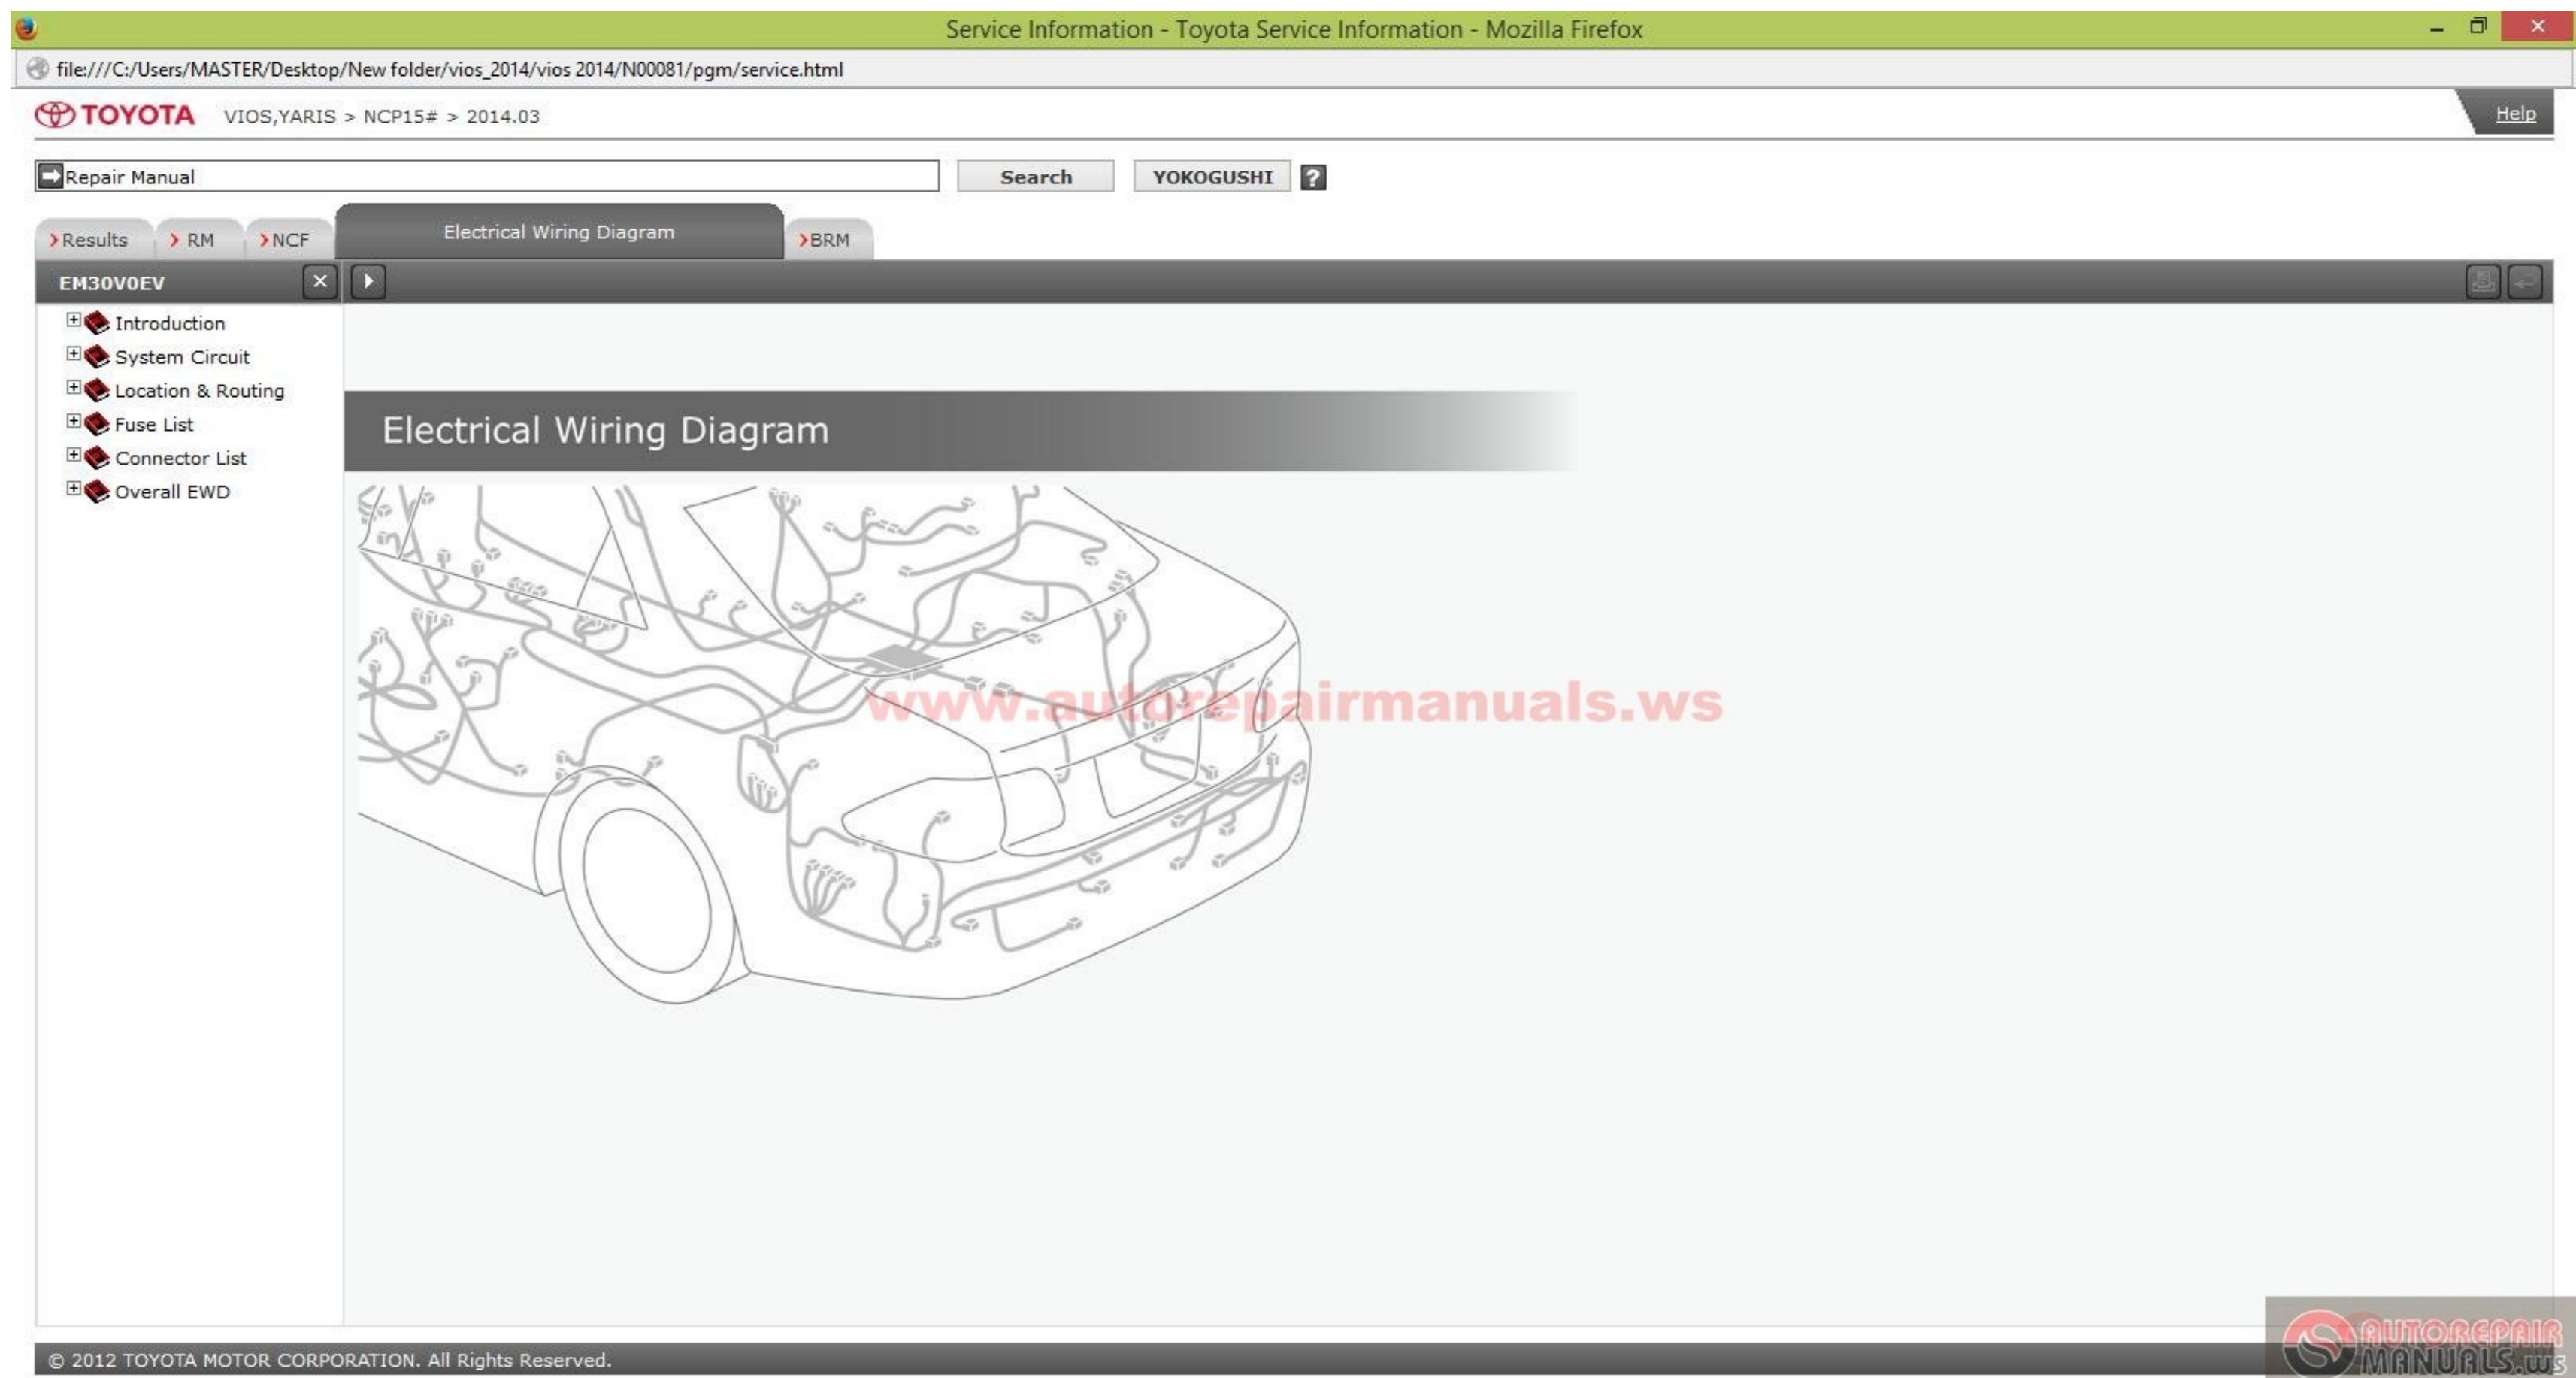 Service Information - Toyota Service Information - Mozilla Firefox
file:///C:/Users/MASTER/Desktop/New folder/vios_2014/vios 2014/N00081/pgm/service.html
TOYOTA VIOS,YARIS > NCP15# > 2014.03 Help
Repair Manual Search YOKOGUSHI ?
>Results > RM >NCF Electrical Wiring Diagram >BRM
EM30V0EV
Introduction
System Circuit
Location & Routing
Fuse List
Connector List
Overall EWD
Electrical Wiring Diagram
www.autorepairmanuals.ws
© 2012 TOYOTA MOTOR CORPORATION. All Rights Reserved.
AUTOREPAIR
MANUALS.WS